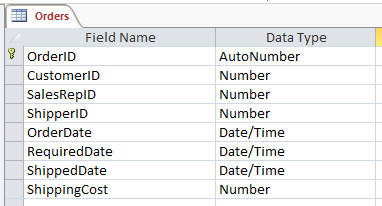 Orders
Field Name Data Type
OrderID AutoNumber
CustomerID Number
SalesRepID Number
ShipperID Number
OrderDate Date/Time
RequiredDate Date/Time
ShippedDate Date/Time
ShippingCost Number